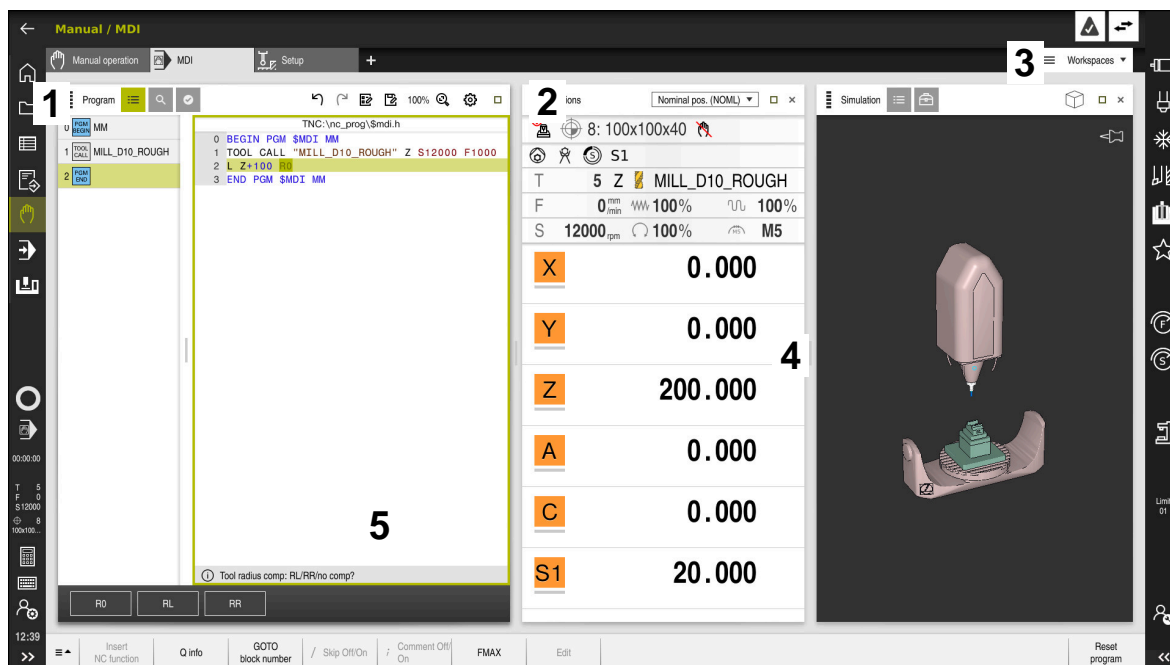 Manual / MDI
Manual operation
MDI
Setup
+
3
Workspaces
1
Program
100%
2
ions
Nominal pos. (NOML)
Simulation
0 PGM BEGIN MM
1 TOOL CALL MILL_D10_ROUGH
2 PGM END
TNC:\nc_prog\$mdi.h
0 BEGIN PGM $MDI MM
1 TOOL CALL "MILL_D10_ROUGH" Z S12000 F1000
2 L Z+100 R0
3 END PGM $MDI MM
5
Tool radius comp: RL/RR/no comp?
R0
RL
RR
8: 100x100x40
S1
T 5 Z MILL_D10_ROUGH
F 0 mm/min 100% 100%
S 12000 rpm 100% M5
X 0.000
Y 0.000
4
Z 200.000
A 0.000
C 0.000
S1 20.000
00:00:00
T 5
F 0
S12000
8
100x100...
12:39
F
S
Limit
01
Insert
NC function
Q info
GOTO
block number
/ Skip Off/On
; Comment Off/
On
FMAX
Edit
Reset
program